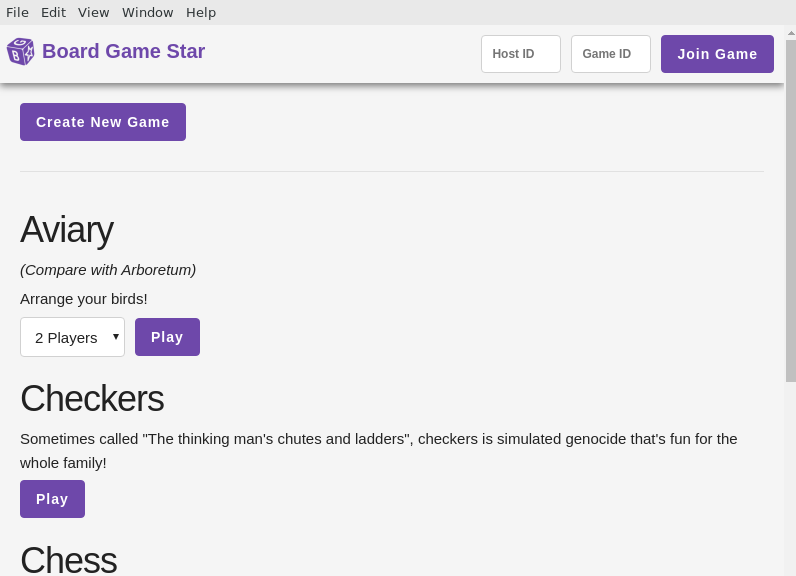 File Edit View Window Help
Board Game Star
Host ID
Game ID
Join Game
Create New Game
Aviary
(Compare with Arboretum)
Arrange your birds!
2 Players
Play
Checkers
Sometimes called "The thinking man's chutes and ladders", checkers is simulated genocide that's fun for the
whole family!
Play
Chess